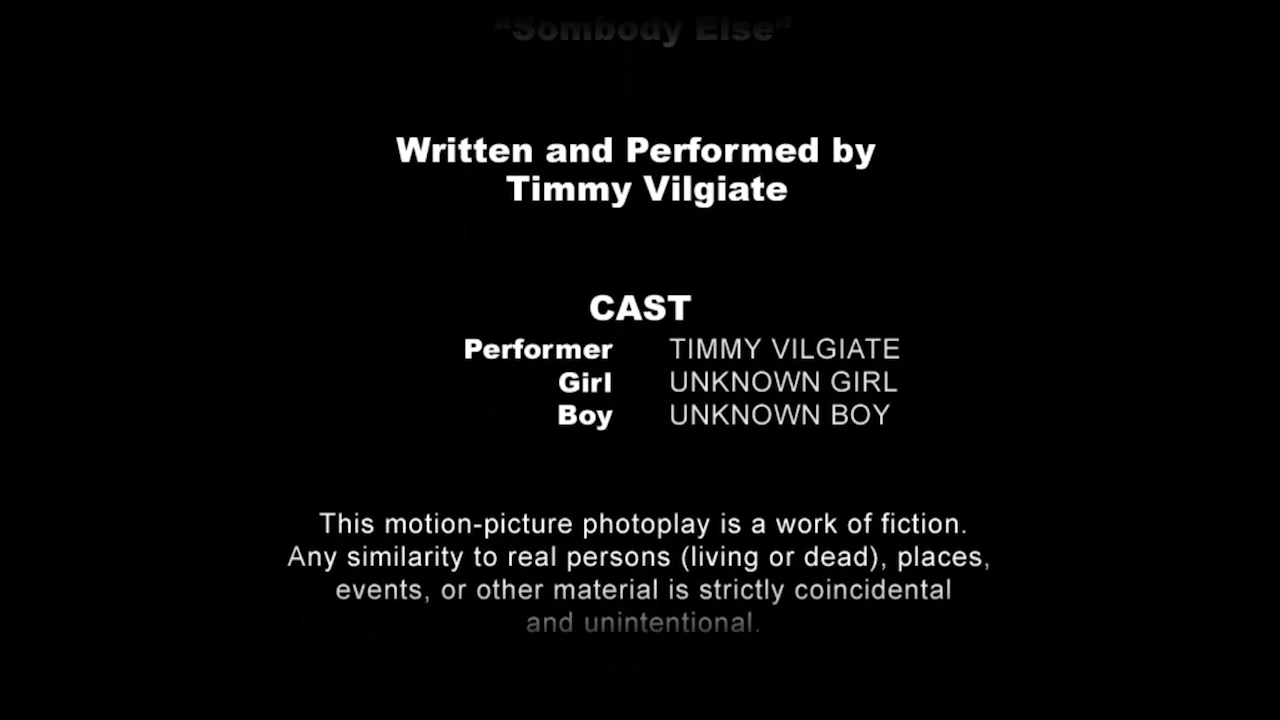 "Sombody Else"
Written and Performed by
Timmy Vilgiate
CAST
Performer TIMMY VILGIATE
Girl UNKNOWN GIRL
Boy UNKNOWN BOY
This motion-picture photoplay is a work of fiction.
Any similarity to real persons (living or dead), places,
events, or other material is strictly coincidental
and unintentional.